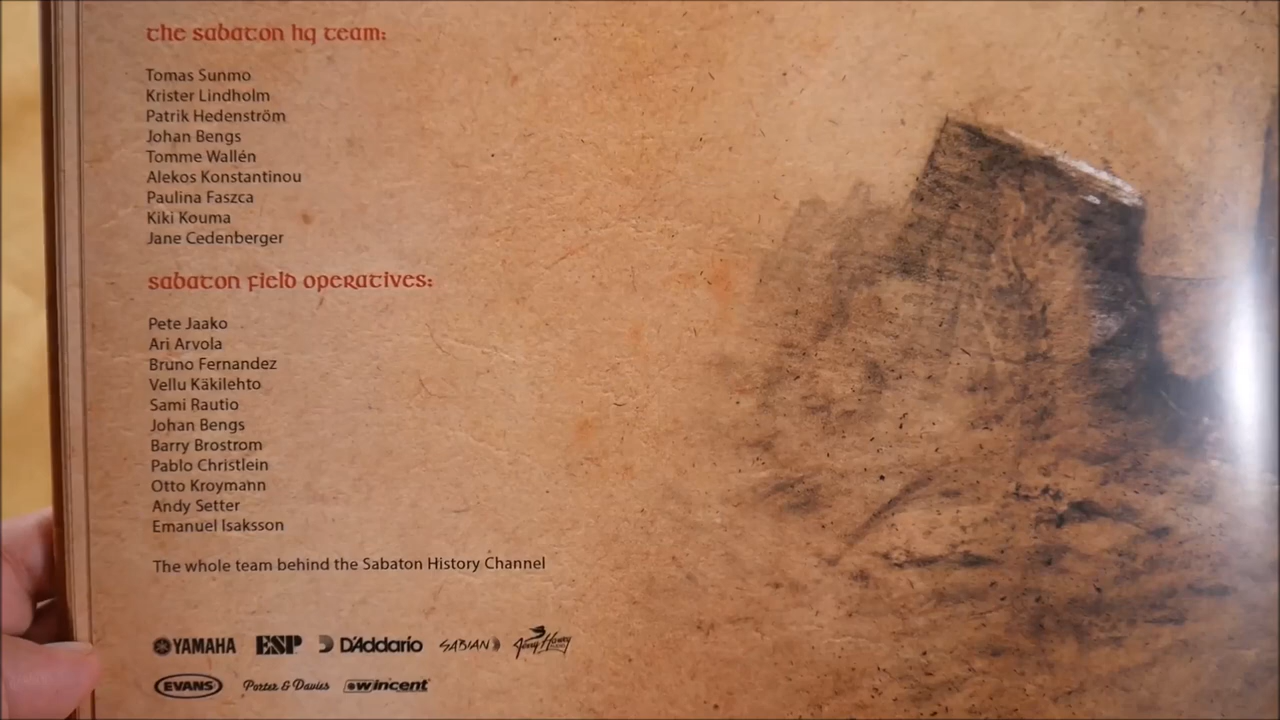 the sabaton hq team:
Tomas Sunmo
Krister Lindholm
Patrik Hedenström
Johan Bengs
Tomme Wallén
Alekos Konstantinou
Paulina Faszca
Kiki Kouma
Jane Cedenberger
sabaton field operatives:
Pete Jaako
Ari Arvola
Bruno Fernandez
Vellu Käkilehto
Sami Rautio
Johan Bengs
Barry Brostrom
Pablo Christlein
Otto Kroymann
Andy Setter
Emanuel Isaksson
The whole team behind the Sabaton History Channel
YAMAHA ESP D'Addario SABIAN
EVANS Porter & Davies wincent